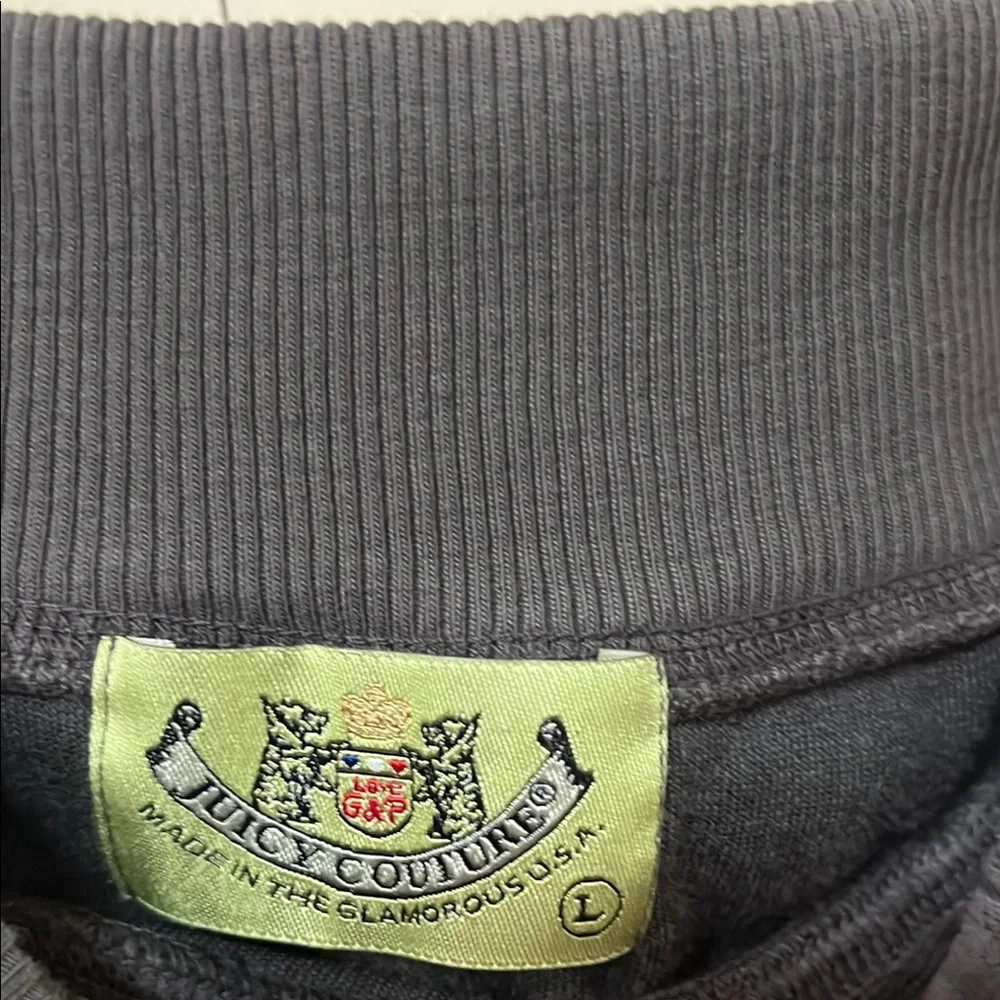 Love
G&P
JUICY COUTURE®
MADE IN THE GLAMOROUS U.S.A.
L